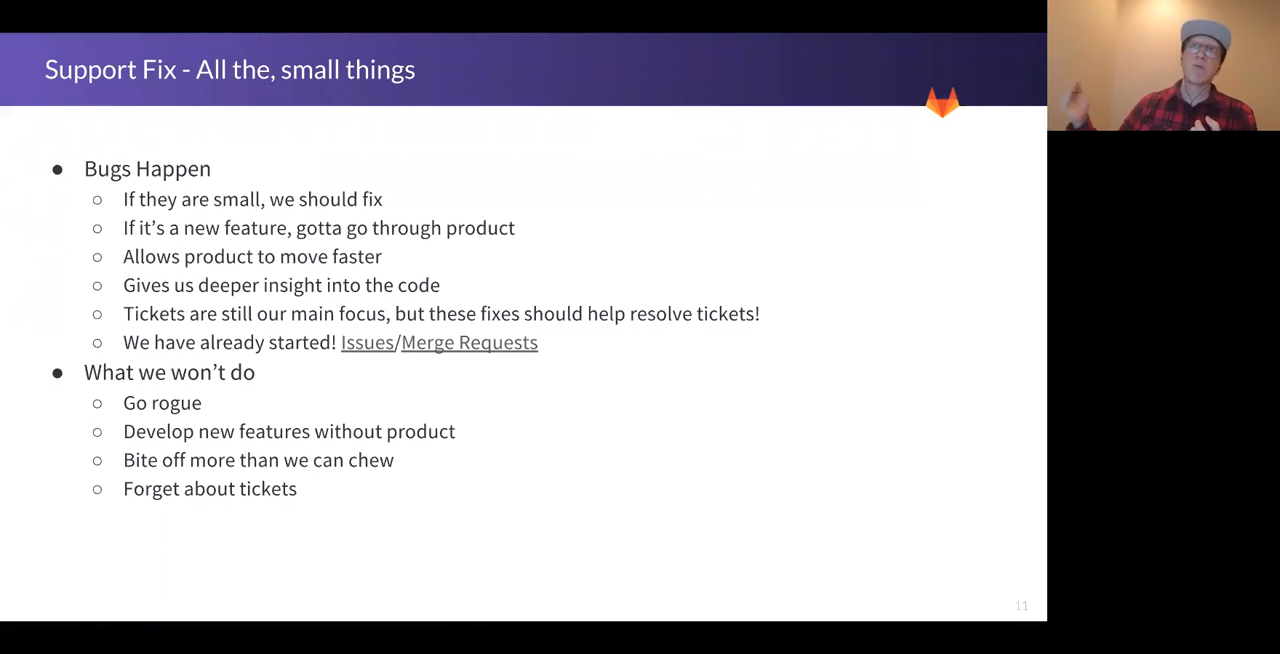 Support Fix - All the, small things
● Bugs Happen
○ If they are small, we should fix
○ If it’s a new feature, gotta go through product
○ Allows product to move faster
○ Gives us deeper insight into the code
○ Tickets are still our main focus, but these fixes should help resolve tickets!
○ We have already started! Issues/Merge Requests
● What we won’t do
○ Go rogue
○ Develop new features without product
○ Bite off more than we can chew
○ Forget about tickets
11